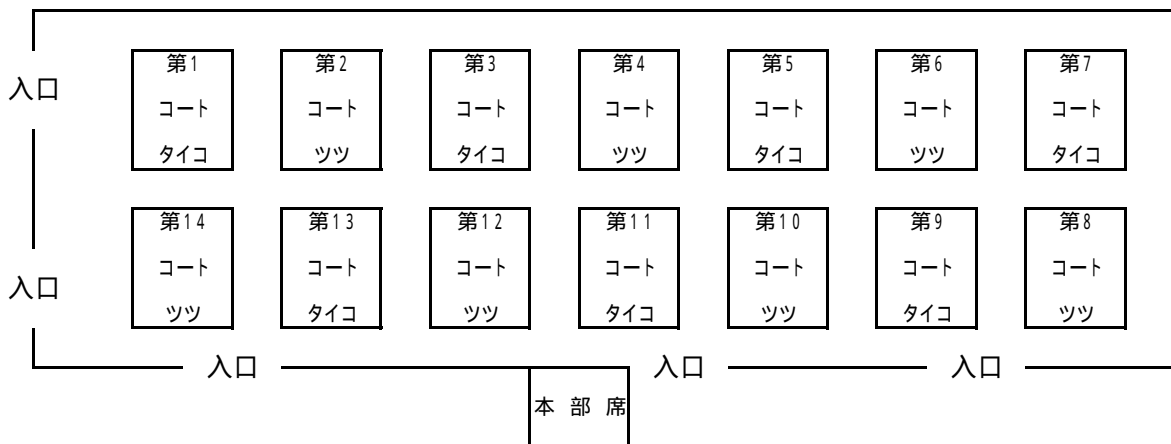 第1 第2 第3 第4 第5 第6 第7
入口
コート コート コート コート コート コート コート
タイコ ツツ タイコ ツツ タイコ ツツ タイコ
第14 第13 第12 第11 第10 第9 第8
コート コート コート コート コート コート コート
入口
ツツ タイコ ツツ タイコ ツツ タイコ ツツ
入口 入口 入口
本 部 席